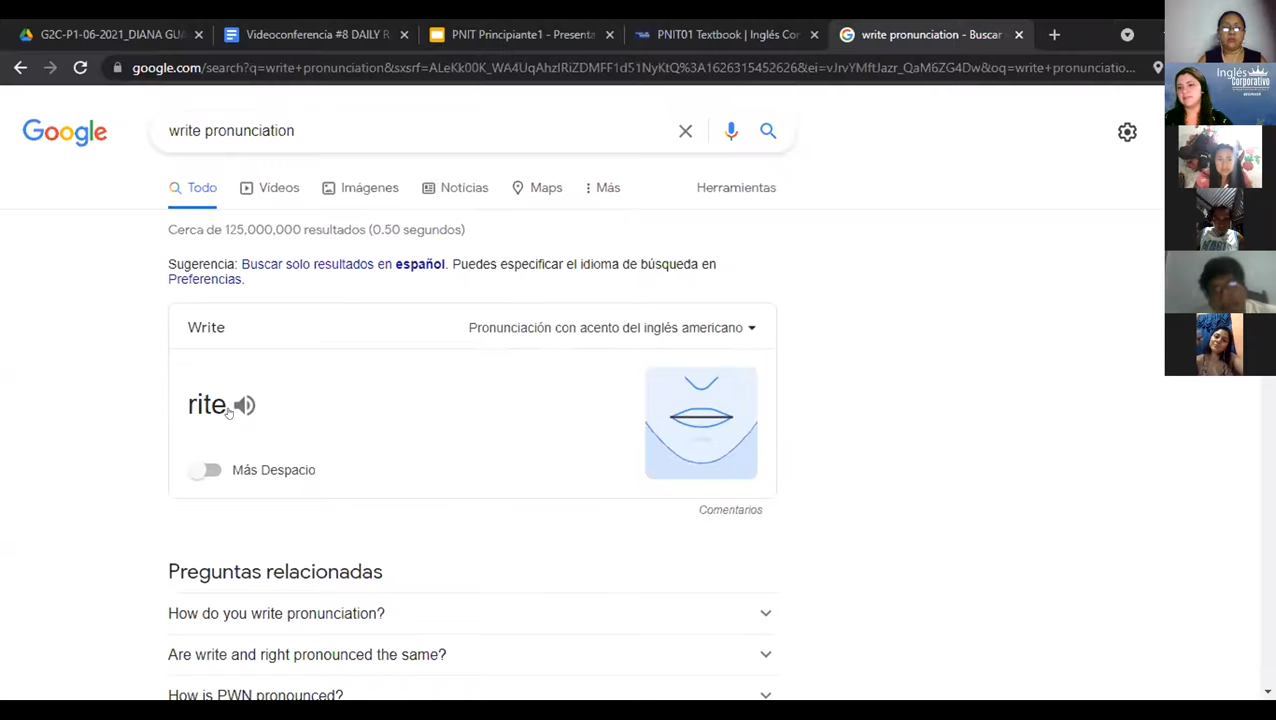 G2C-P1-06-2021_DIANA GUA
Videoconferencia #8 DAILY R
PNIT Principiante1 - Presenta
PNIT01 Textbook | Inglés Cor
write pronunciation - Buscar
google.com/search?q=write+pronunciation&sxsrf=ALeKk00K_WA4UqAhzIRiZDMFF1d51NyKtQ%3A1626315452626&ei=vJrvYMftJazr_QaM6ZG4Dw&oq=write+pronunciatio...
Inglés
Corporativo
Google
write pronunciation
Todo
Videos
Imágenes
Noticias
Maps
Más
Herramientas
Cerca de 125,000,000 resultados (0.50 segundos)
Sugerencia: Buscar solo resultados en español. Puedes especificar el idioma de búsqueda en
Preferencias.
Write
Pronunciación con acento del inglés americano
rite
Más Despacio
Comentarios
Preguntas relacionadas
How do you write pronunciation?
Are write and right pronounced the same?
How is PWN pronounced?